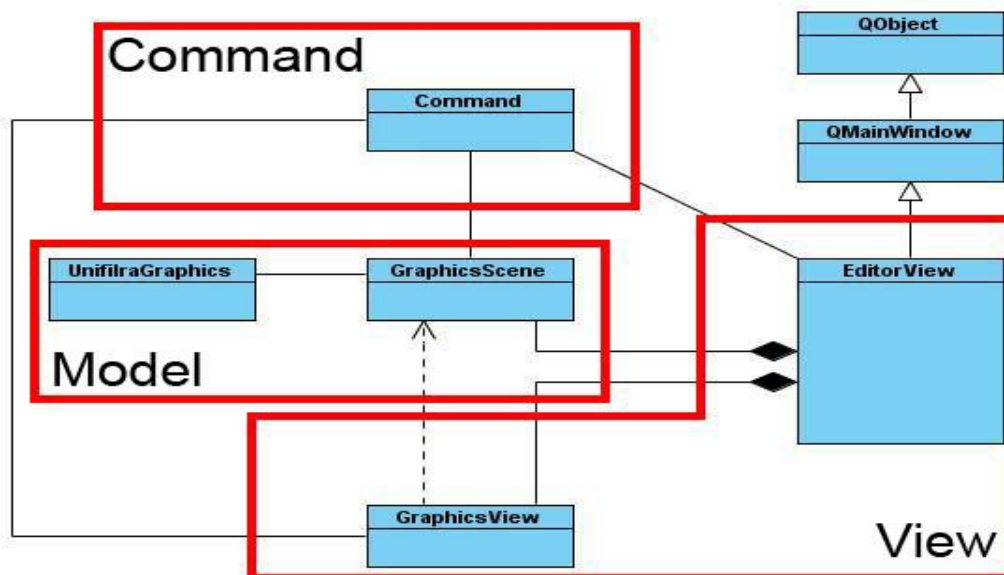 QObject
Command
Command
QMainWindow
UnifilraGraphics
GraphicsScene
EditorView
Model
GraphicsView
View